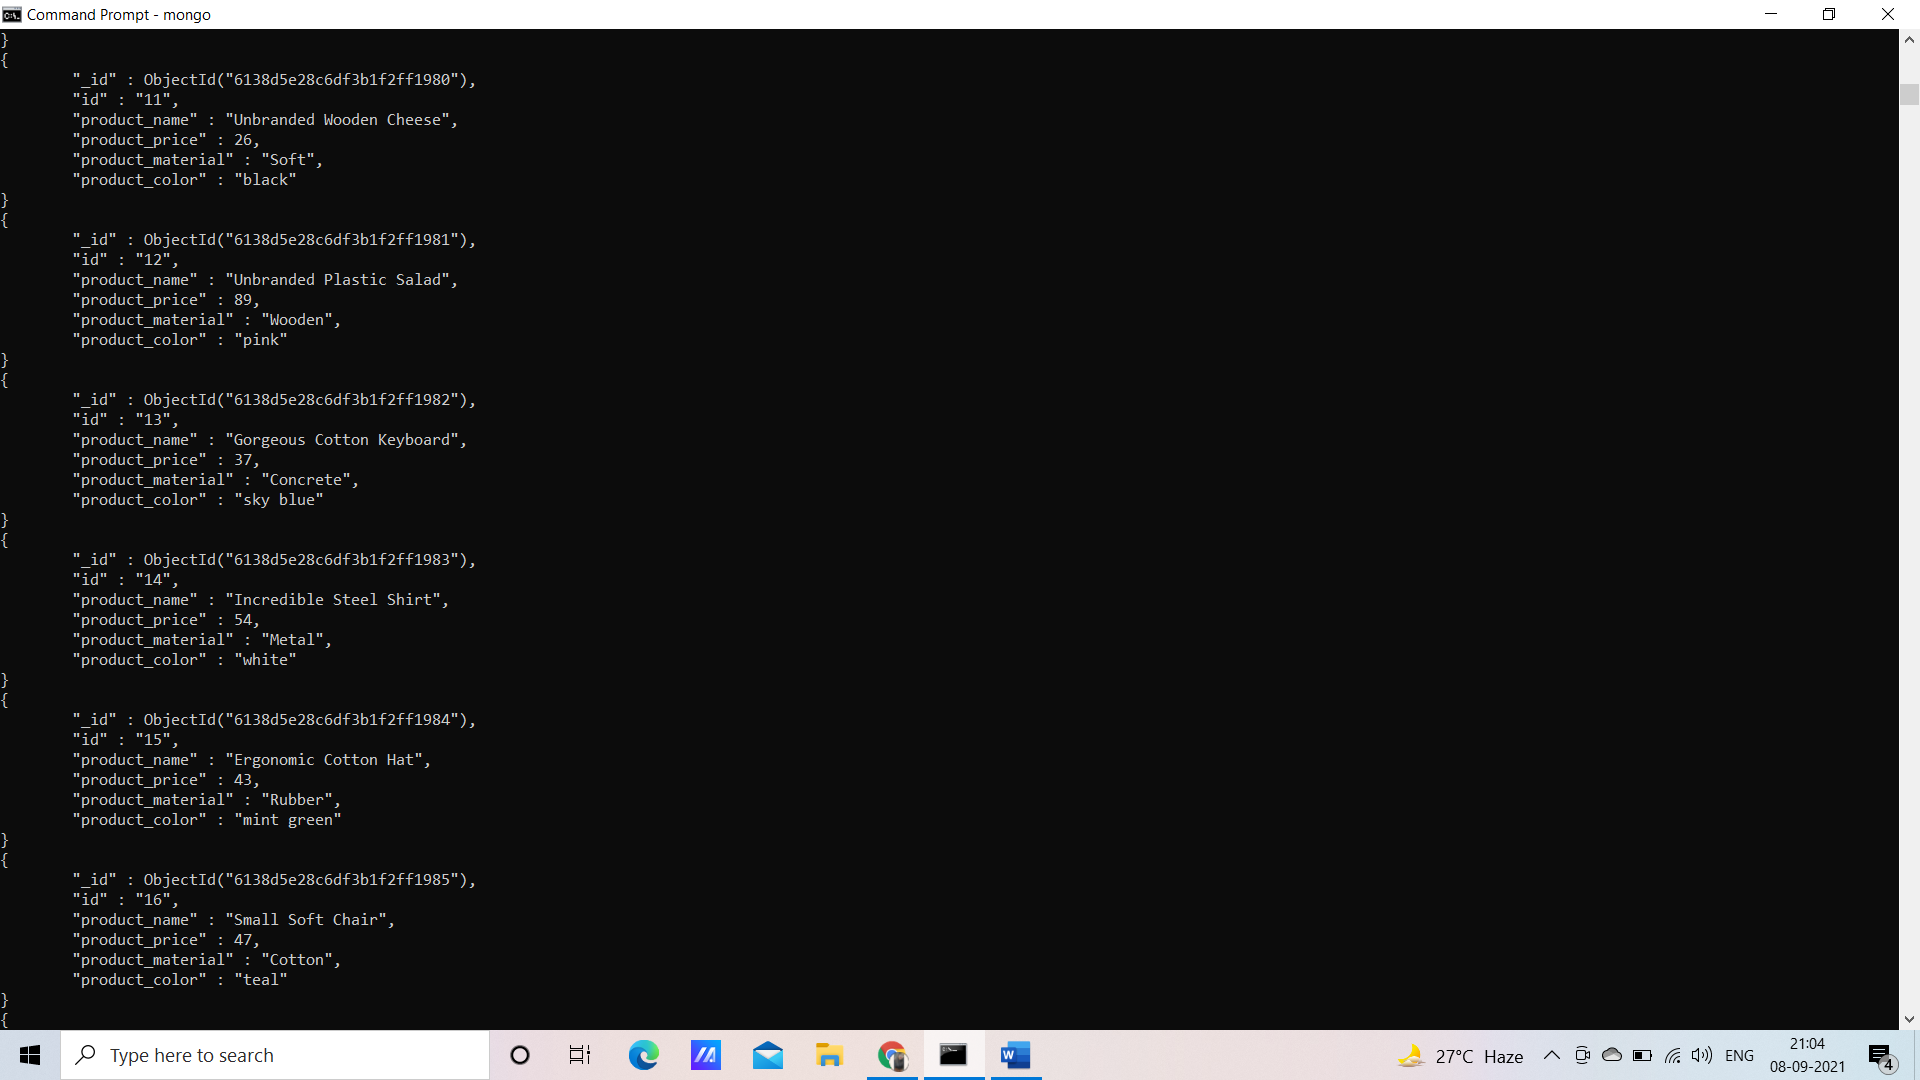 Command Prompt - mongo
}
{
"_id" : ObjectId("6138d5e28c6df3b1f2ff1980"),
"id" : "11",
"product_name" : "Unbranded Wooden Cheese",
"product_price" : 26,
"product_material" : "Soft",
"product_color" : "black"
}
{
"_id" : ObjectId("6138d5e28c6df3b1f2ff1981"),
"id" : "12",
"product_name" : "Unbranded Plastic Salad",
"product_price" : 89,
"product_material" : "Wooden",
"product_color" : "pink"
}
{
"_id" : ObjectId("6138d5e28c6df3b1f2ff1982"),
"id" : "13",
"product_name" : "Gorgeous Cotton Keyboard",
"product_price" : 37,
"product_material" : "Concrete",
"product_color" : "sky blue"
}
{
"_id" : ObjectId("6138d5e28c6df3b1f2ff1983"),
"id" : "14",
"product_name" : "Incredible Steel Shirt",
"product_price" : 54,
"product_material" : "Metal",
"product_color" : "white"
}
{
"_id" : ObjectId("6138d5e28c6df3b1f2ff1984"),
"id" : "15",
"product_name" : "Ergonomic Cotton Hat",
"product_price" : 43,
"product_material" : "Rubber",
"product_color" : "mint green"
}
{
"_id" : ObjectId("6138d5e28c6df3b1f2ff1985"),
"id" : "16",
"product_name" : "Small Soft Chair",
"product_price" : 47,
"product_material" : "Cotton",
"product_color" : "teal"
}
{
Type here to search
27°C Haze
ENG
21:04
08-09-2021
4